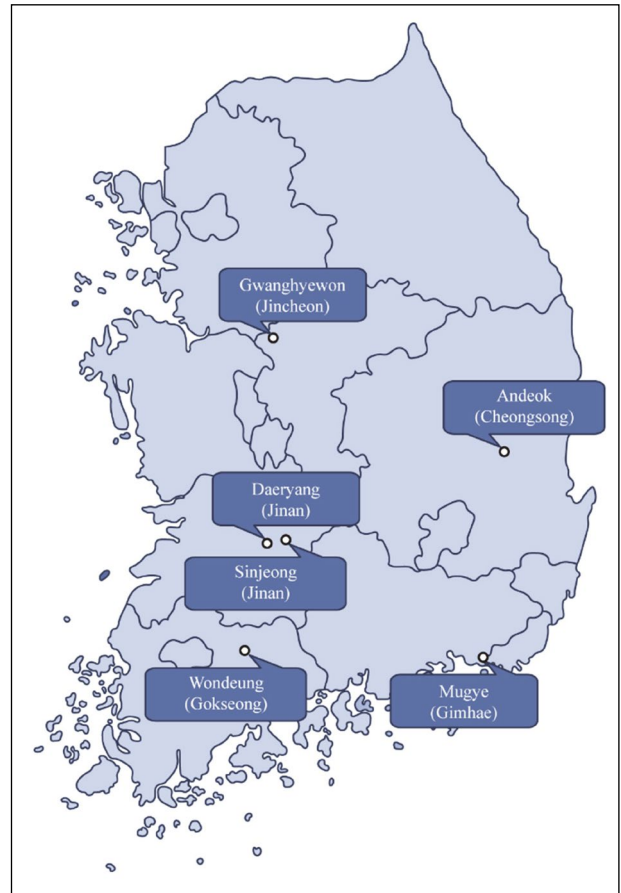 Gwanghyewon
(Jincheon)
Andeok
(Cheongsong)
Daeryang
(Jinan)
Sinjeong
(Jinan)
Wondeung
(Gokseong)
Mugye
(Gimhae)